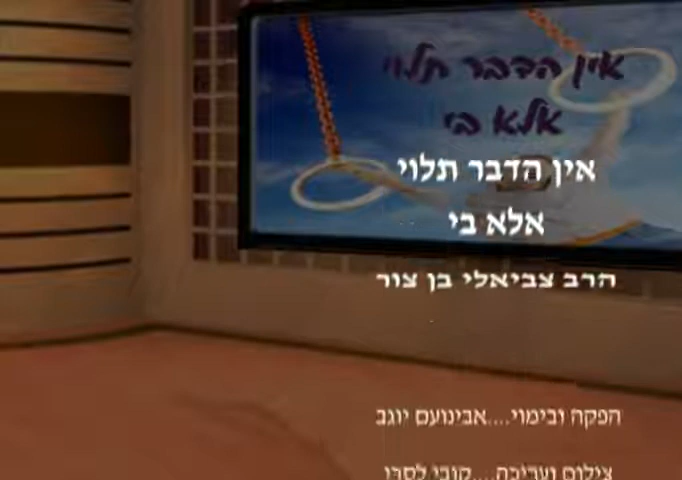 אין הדבר תלוי
אלא בי
אין הדבר תלוי
אלא בי
הרב צביאלי בן צור
הפקה ובימוי....אבינועם יוגב
צילום ועריכה....קובי לסרי